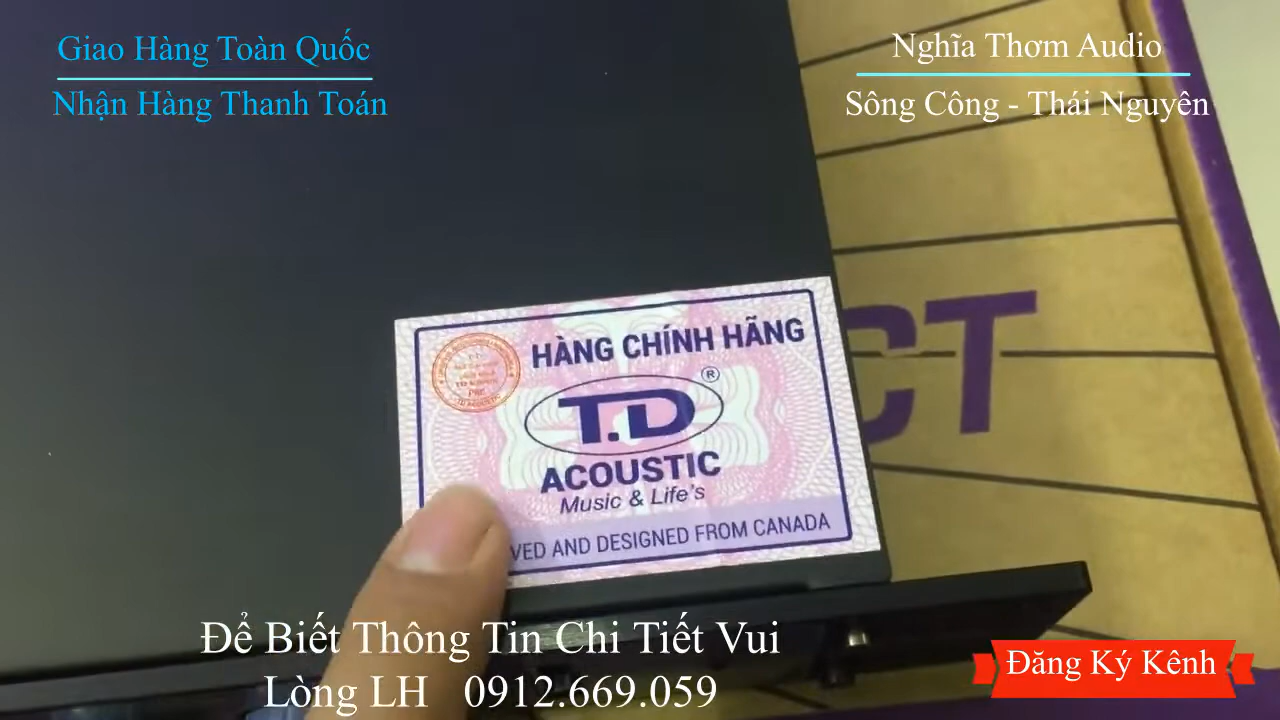 Giao Hàng Toàn Quốc
Nhận Hàng Thanh Toán
Nghĩa Thơm Audio
Sông Công - Thái Nguyên
HÀNG CHÍNH HÃNG
T.D ®
ACOUSTIC
Music & Life's
AND DESIGNED FROM CANADA
CT
Để Biết Thông Tin Chi Tiết Vui
Lòng LH 0912.669.059
Đăng Ký Kênh